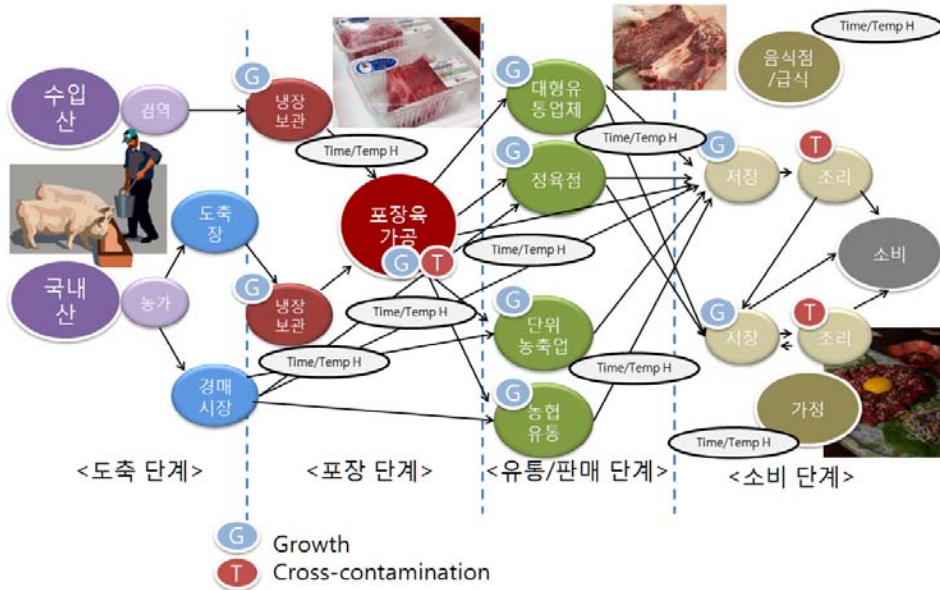 Time/Temp H
음식점
/급식
수입
산
검역
G
냉장
보관
G
대형유
통업체
Time/Temp H
Time/Temp H
G
정육점
G
저장
T
조리
도축
장
포장육
가공
G
T
Time/Temp H
소비
국내
산
농가
G
냉장
보관
Time/Temp H
G
단위
농축업
G
저장
T
조리
Time/Temp H
Time/Temp H
경매
시장
G
농협
유통
가정
Time/Temp H
<도축 단계>
<포장 단계>
<유통/판매 단계>
<소비 단계>
G
Growth
T
Cross-contamination